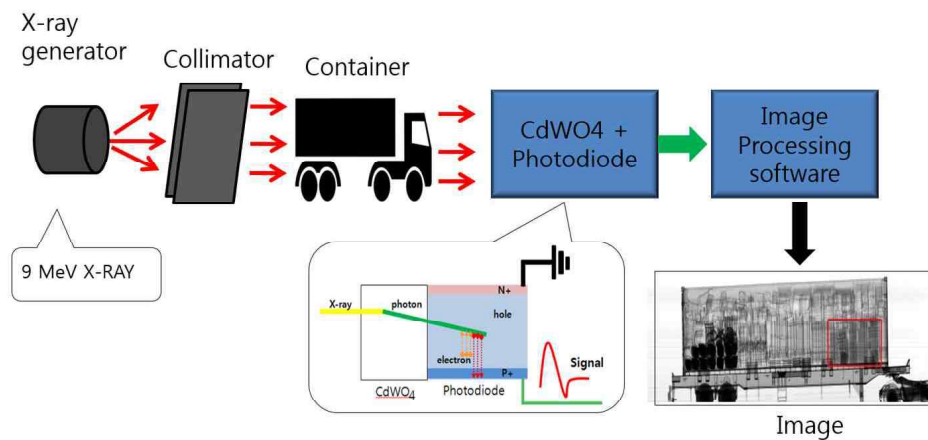 X-ray
generator
Collimator
Container
CdWO4 +
Photodiode
Image
Processing
software
9 MeV X-RAY
N+
X-ray
photon
hole
electron
Signal
P+
CdWO4
Photodiode
Image